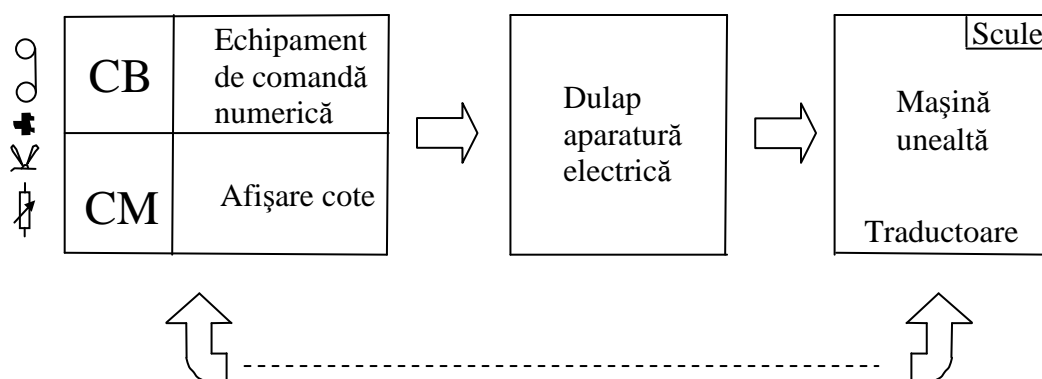 CB
Echipament
de comandă
numerică
CM
Afişare cote
Dulap
aparatură
electrică
Scule
Maşină
unealtă
Traductoare